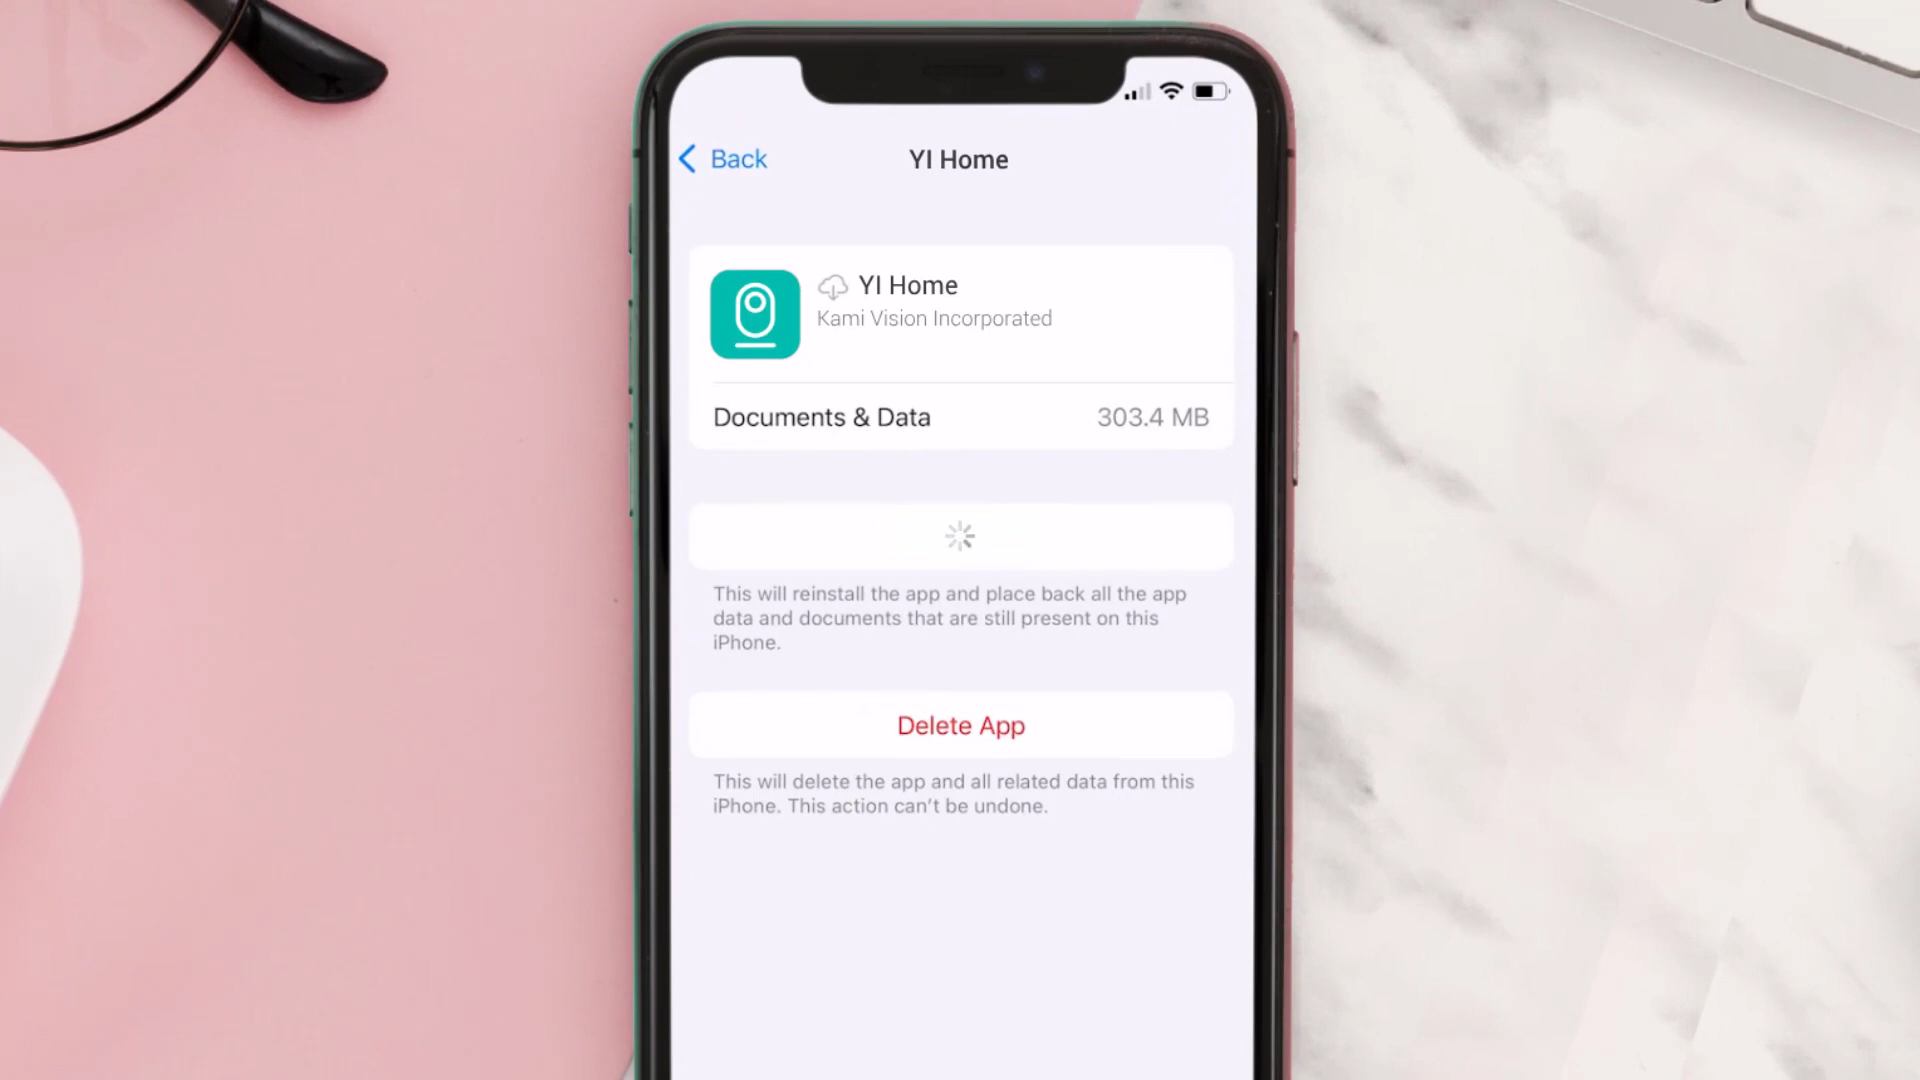 Back
YI Home
YI Home
Kami Vision Incorporated
Documents & Data 303.4 MB
This will reinstall the app and place back all the app
data and documents that are still present on this
iPhone.
Delete App
This will delete the app and all related data from this
iPhone. This action can't be undone.